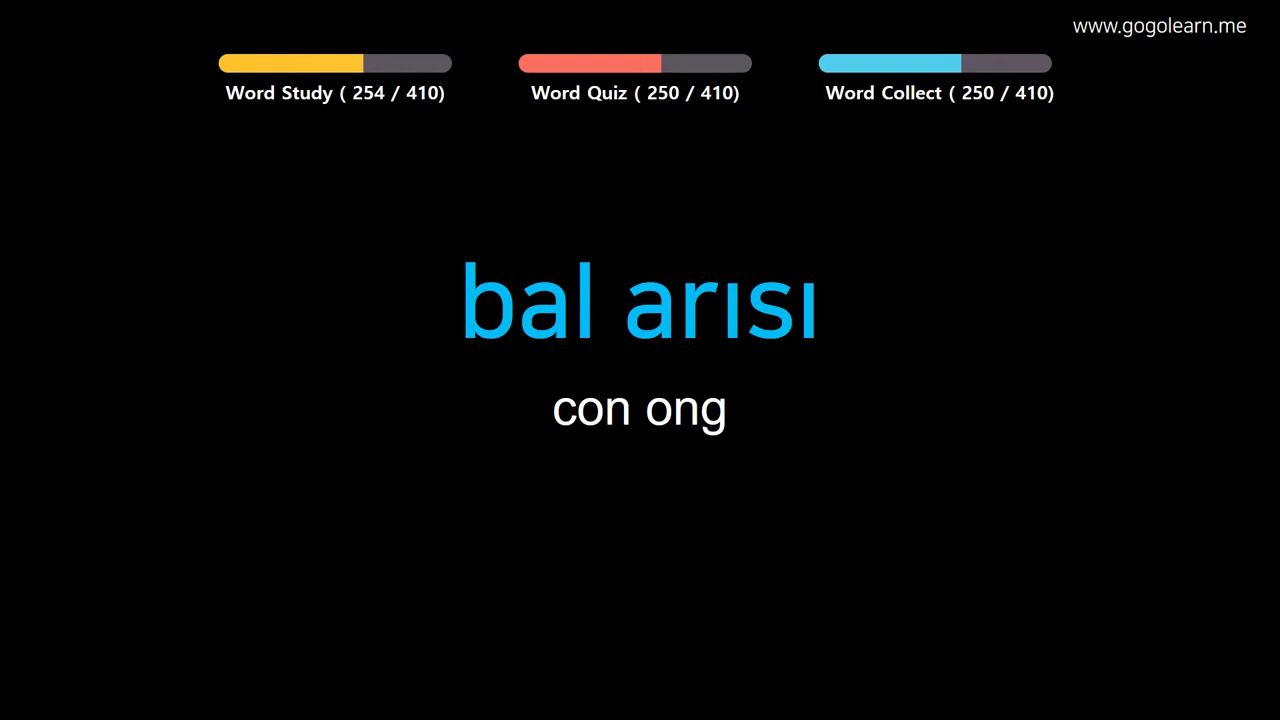 www.gogolearn.me
Word Study ( 254 / 410)
Word Quiz ( 250 / 410)
Word Collect ( 250 / 410)
bal arısı
con ong